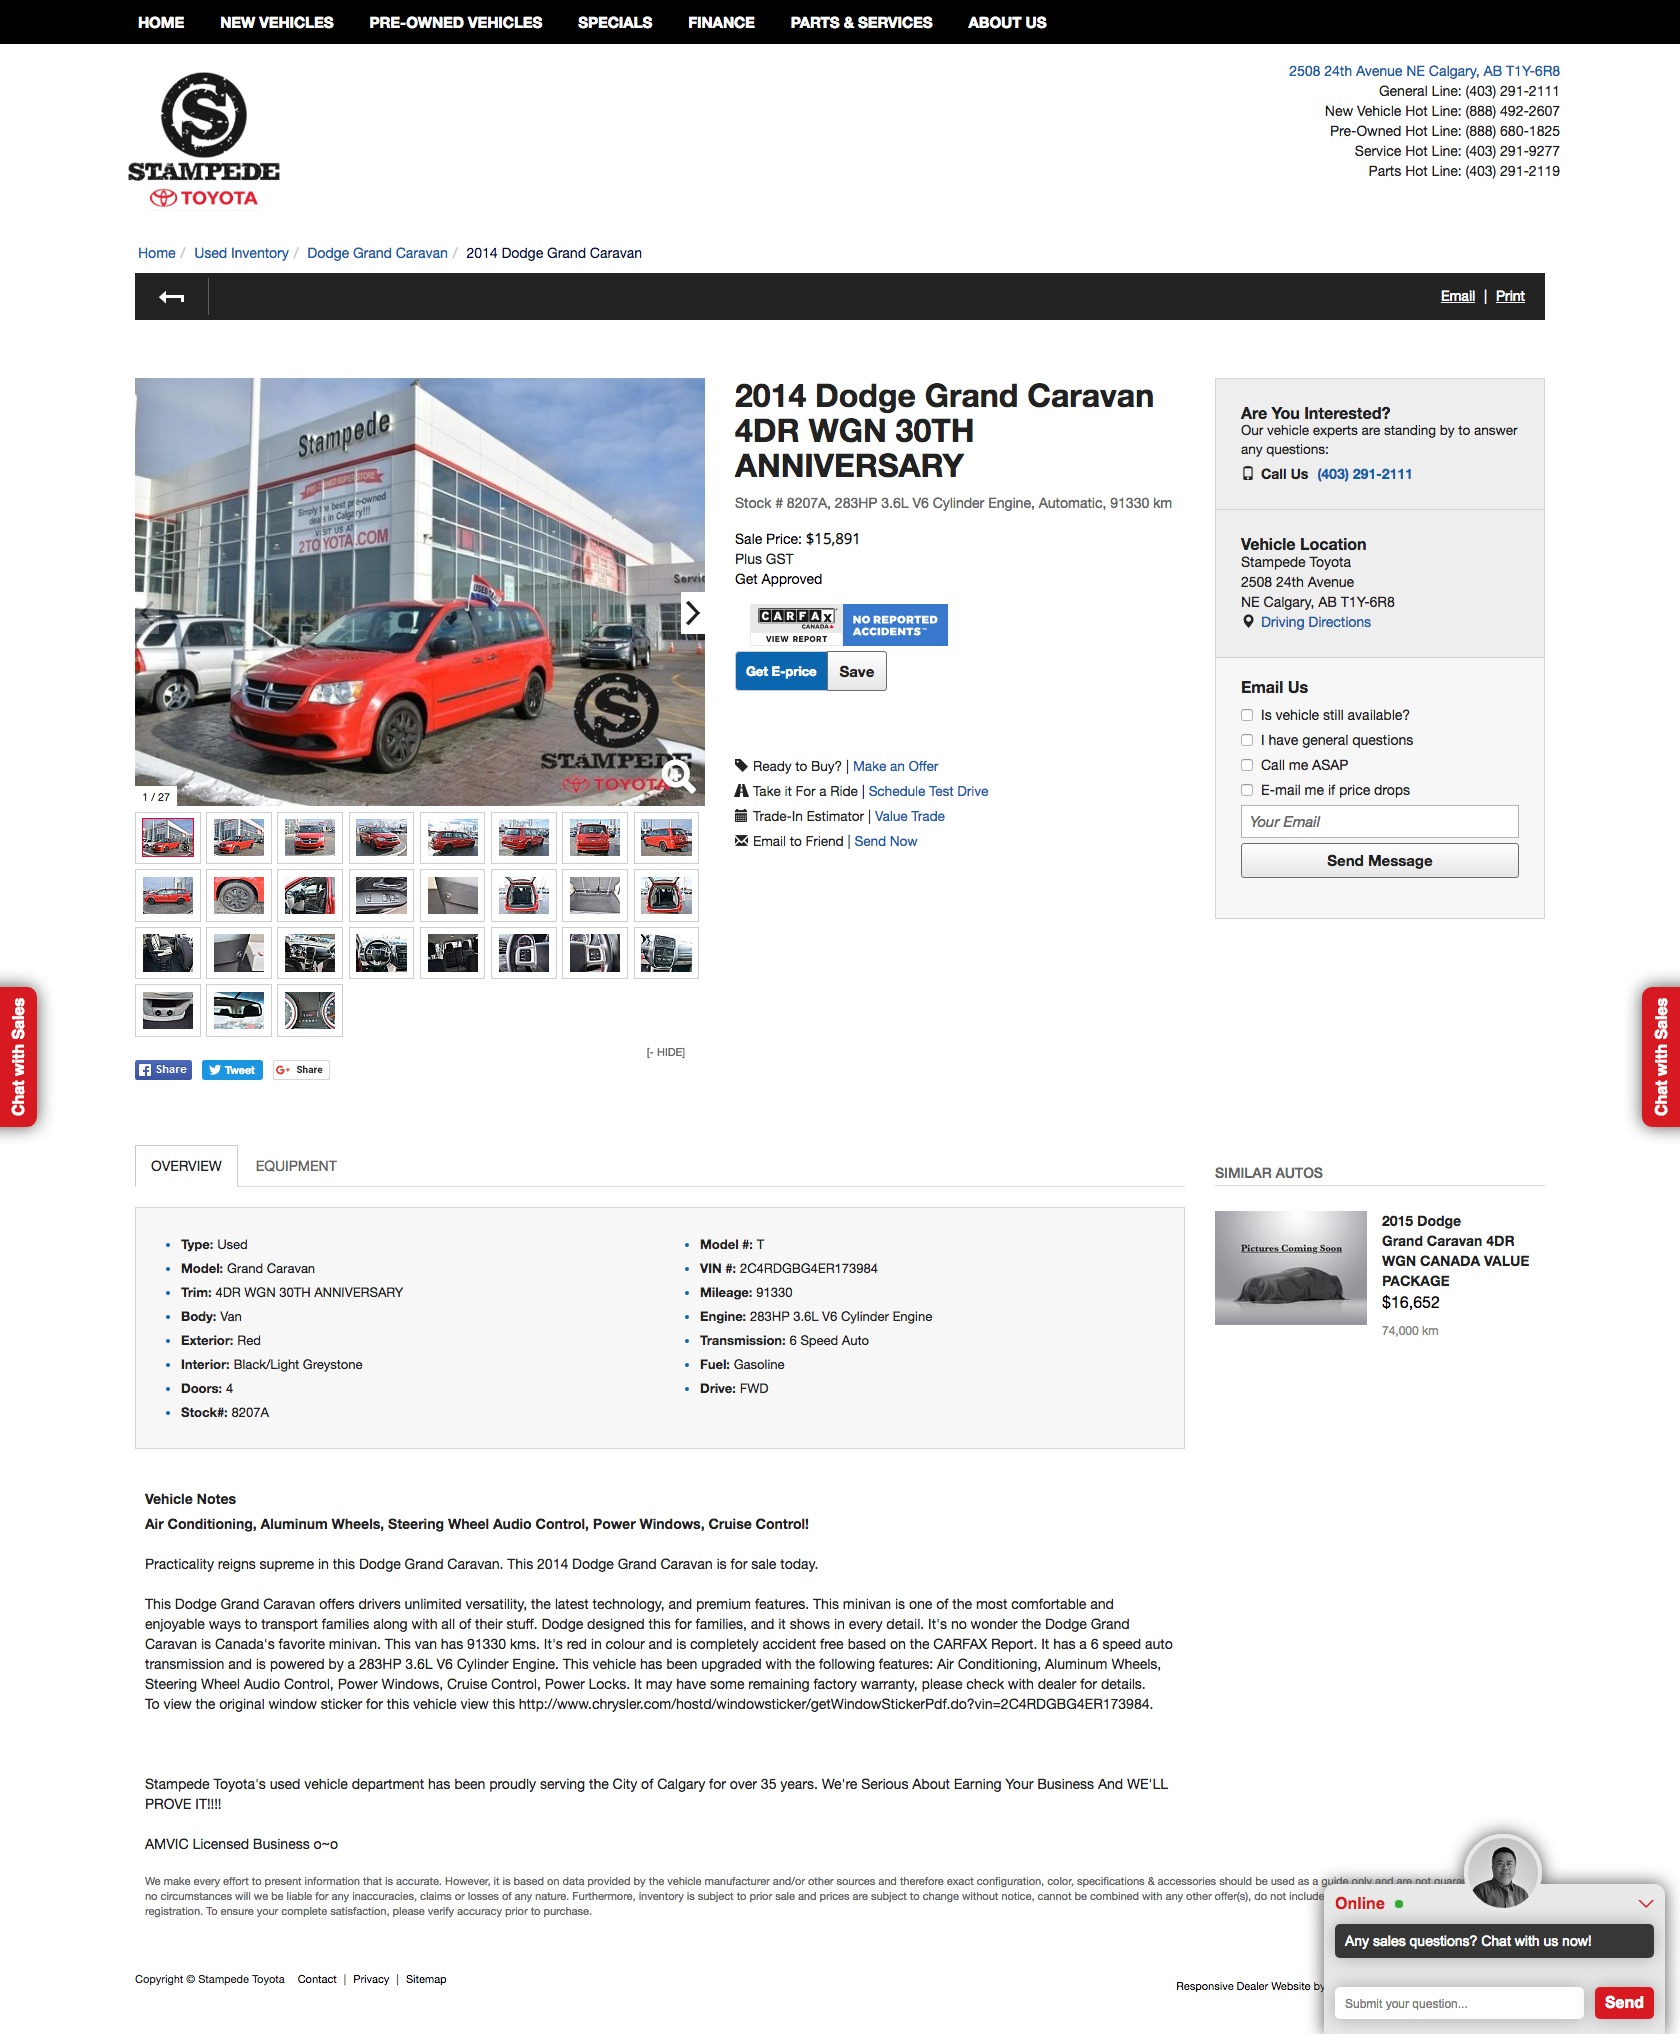 HOME NEW VEHICLES PRE-OWNED VEHICLES SPECIALS FINANCE PARTS & SERVICES ABOUT US
S
STAMPEDE
TOYOTA
2508 24th Avenue NE Calgary, AB T1Y-6R8
General Line: (403) 291-2111
New Vehicle Hot Line: (888) 492-2607
Pre-Owned Hot Line: (888) 680-1825
Service Hot Line: (403) 291-9277
Parts Hot Line: (403) 291-2119
Home / Used Inventory / Dodge Grand Caravan / 2014 Dodge Grand Caravan
Email | Print
Stampede
PRE-OWNED SUPERSTORE
Simply the best pre-owned
deals in Calgary!!!
VISIT US AT
2TOYOTA.COM
Servic
USED
S
STAMPEDE
TOYOTA
1 / 27
[- HIDE]
Share
Tweet
G+ Share
2014 Dodge Grand Caravan
4DR WGN 30TH
ANNIVERSARY
Stock # 8207A, 283HP 3.6L V6 Cylinder Engine, Automatic, 91330 km
Sale Price: $15,891
Plus GST
Get Approved
CARFAX
CANADA
VIEW REPORT
NO REPORTED
ACCIDENTS™
Get E-price Save
Ready to Buy? | Make an Offer
Take it For a Ride | Schedule Test Drive
Trade-In Estimator | Value Trade
Email to Friend | Send Now
Are You Interested?
Our vehicle experts are standing by to answer
any questions:
Call Us (403) 291-2111
Vehicle Location
Stampede Toyota
2508 24th Avenue
NE Calgary, AB T1Y-6R8
Driving Directions
Email Us
Is vehicle still available?
I have general questions
Call me ASAP
E-mail me if price drops
Your Email
Send Message
Chat with Sales
Chat with Sales
OVERVIEW EQUIPMENT
Type: Used
Model: Grand Caravan
Trim: 4DR WGN 30TH ANNIVERSARY
Body: Van
Exterior: Red
Interior: Black/Light Greystone
Doors: 4
Stock#: 8207A
Model #: T
VIN #: 2C4RDGBG4ER173984
Mileage: 91330
Engine: 283HP 3.6L V6 Cylinder Engine
Transmission: 6 Speed Auto
Fuel: Gasoline
Drive: FWD
SIMILAR AUTOS
Pictures Coming Soon
2015 Dodge
Grand Caravan 4DR
WGN CANADA VALUE
PACKAGE
$16,652
74,000 km
Vehicle Notes
Air Conditioning, Aluminum Wheels, Steering Wheel Audio Control, Power Windows, Cruise Control!
Practicality reigns supreme in this Dodge Grand Caravan. This 2014 Dodge Grand Caravan is for sale today.
This Dodge Grand Caravan offers drivers unlimited versatility, the latest technology, and premium features. This minivan is one of the most comfortable and
enjoyable ways to transport families along with all of their stuff. Dodge designed this for families, and it shows in every detail. It's no wonder the Dodge Grand
Caravan is Canada's favorite minivan. This van has 91330 kms. It's red in colour and is completely accident free based on the CARFAX Report. It has a 6 speed auto
transmission and is powered by a 283HP 3.6L V6 Cylinder Engine. This vehicle has been upgraded with the following features: Air Conditioning, Aluminum Wheels,
Steering Wheel Audio Control, Power Windows, Cruise Control, Power Locks. It may have some remaining factory warranty, please check with dealer for details.
To view the original window sticker for this vehicle view this http://www.chrysler.com/hostd/windowsticker/getWindowStickerPdf.do?vin=2C4RDGBG4ER173984.
Stampede Toyota's used vehicle department has been proudly serving the City of Calgary for over 35 years. We're Serious About Earning Your Business And WE'LL
PROVE IT!!!!
AMVIC Licensed Business o~o
We make every effort to present information that is accurate. However, it is based on data provided by the vehicle manufacturer and/or other sources and therefore exact configuration, color, specifications & accessories should be used as a guide only and are not
no circumstances will we be liable for any inaccuracies, claims or losses of any nature. Furthermore, inventory is subject to prior sale and prices are subject to change without notice, cannot be combined with any other offer(s), do not include
registration. To ensure your complete satisfaction, please verify accuracy prior to purchase.
Copyright © Stampede Toyota Contact | Privacy | Sitemap
Responsive Dealer Website by
Online
Any sales questions? Chat with us now!
Submit your question...
Send